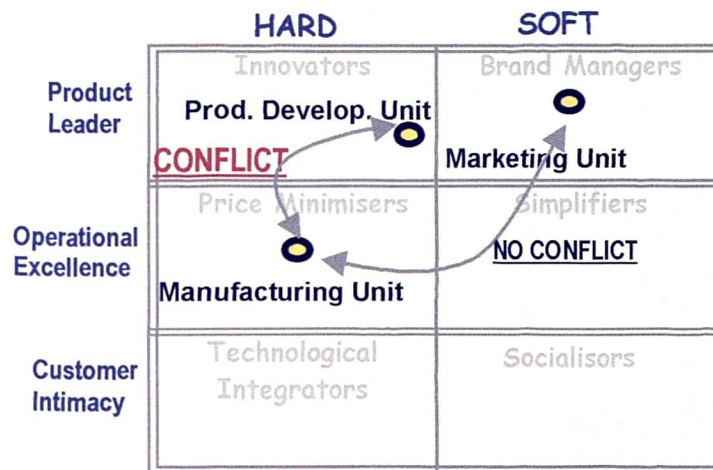 HARD
SOFT
Product
Leader
Innovators
Brand Managers
Prod. Develop. Unit
CONFLICT
Marketing Unit
Operational
Excellence
Price Minimisers
Simplifiers
NO CONFLICT
Manufacturing Unit
Customer
Intimacy
Technological
Integrators
Socialisors